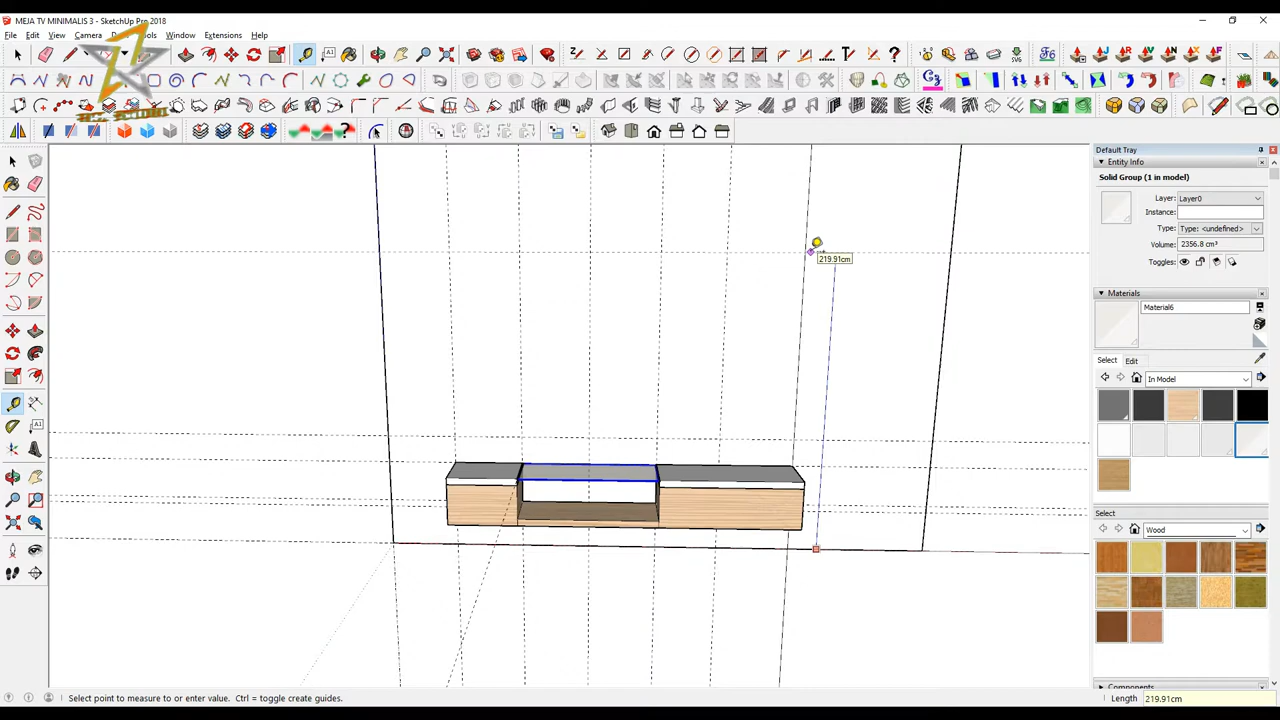 MEJA TV MINIMALIS 3 - SketchUp Pro 2018
File Edit View Camera Tools Window Extensions Help
Default Tray
Entity Info
Solid Group (1 in model)
Layer: Layer0
Instance:
Type: Type: <undefined>
Volume: 2356.8 cm³
Toggles:
219.91cm
Materials
Material6
Select Edit
In Model
Select
Wood
Components
Select point to measure to or enter value. Ctrl = toggle create guides.
Length 219.91cm